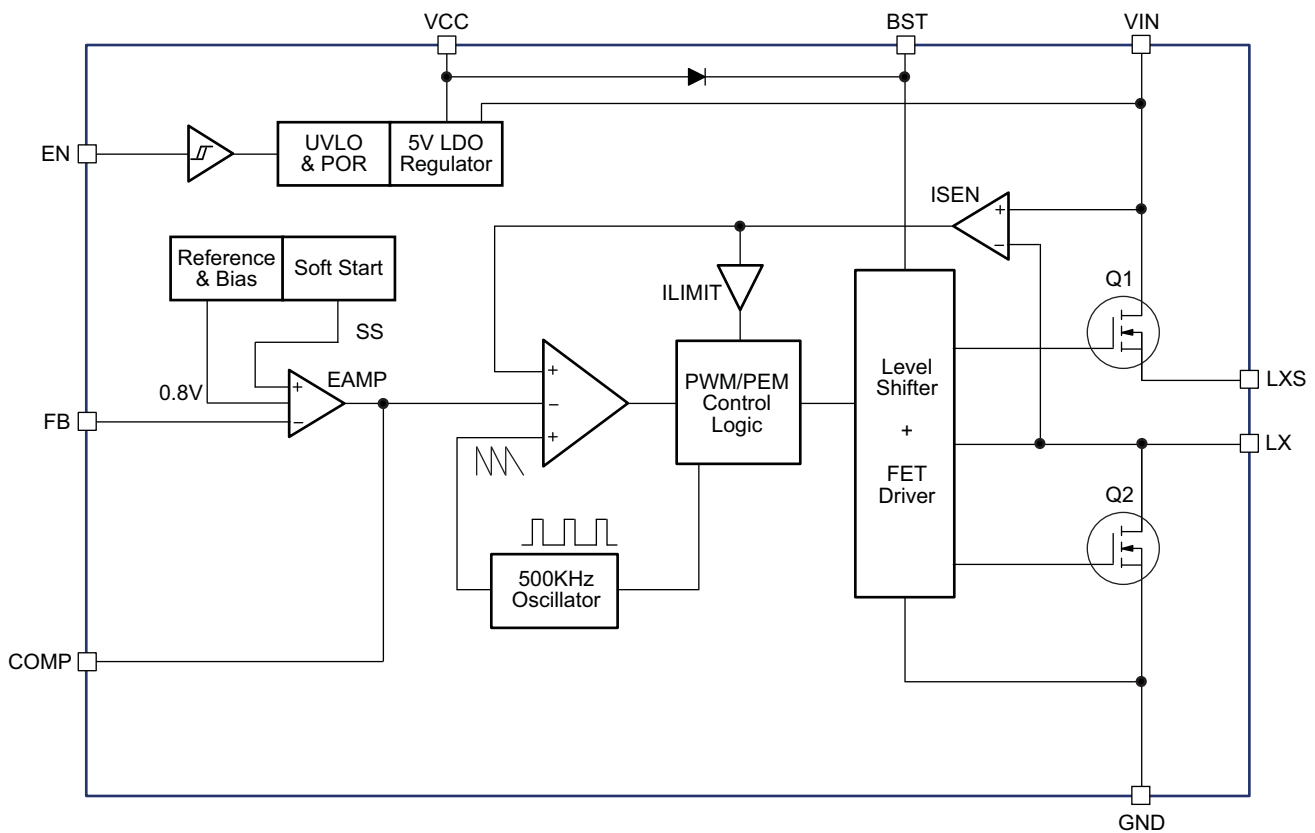 VCC
BST
VIN
EN
UVLO
& POR
5V LDO
Regulator
ISEN
+
−
Reference
& Bias
Soft Start
ILIMIT
Q1
SS
LXS
0.8V
EAMP
+
−
FB
+
−
+
PWM/PEM
Control
Logic
Level
Shifter
+
FET
Driver
LX
Q2
500KHz
Oscillator
COMP
GND